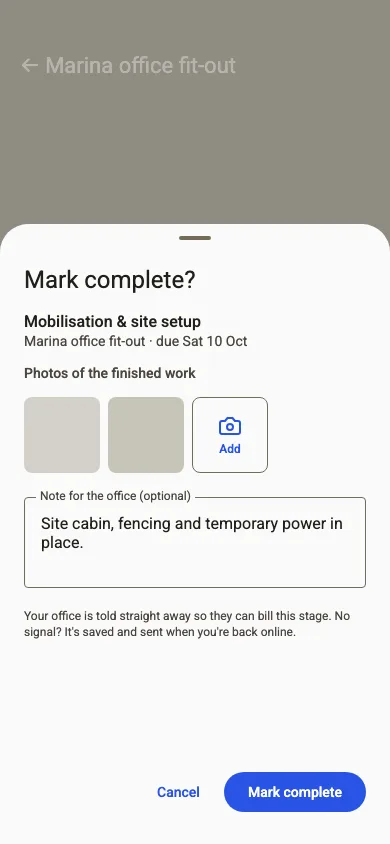 ← Marina office fit-out
Mark complete?
Mobilisation & site setup
Marina office fit-out · due Sat 10 Oct
Photos of the finished work
Add
Note for the office (optional)
Site cabin, fencing and temporary power in
place.
Your office is told straight away so they can bill this stage. No
signal? It's saved and sent when you're back online.
Cancel
Mark complete